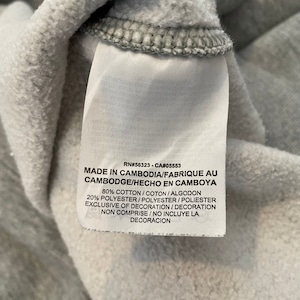 RN#56323 - CA#05553
MADE IN CAMBODIA/FABRIQUE AU
CAMBODGE/HECHO EN CAMBOYA
80% COTTON / COTON / ALGODON
20% POLYESTER / POLYESTER / POLIESTER
EXCLUSIVE OF DECORATION / DECORATION
NON COMPRISE / NO INCLUYE LA
DECORACION